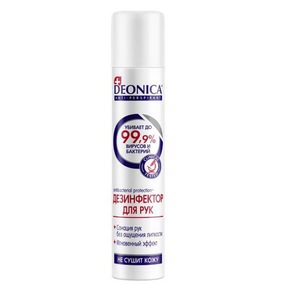 DEONICA
ANTI-PERSPIRANT
УБИВАЕТ ДО
99.9%
ВИРУСОВ И
БАКТЕРИЙ
antibacterial protection
ДЕЗИНФЕКТОР
ДЛЯ РУК
• Санация рук
без ощущения липкости
• Мгновенный эффект
НЕ СУШИТ КОЖУ